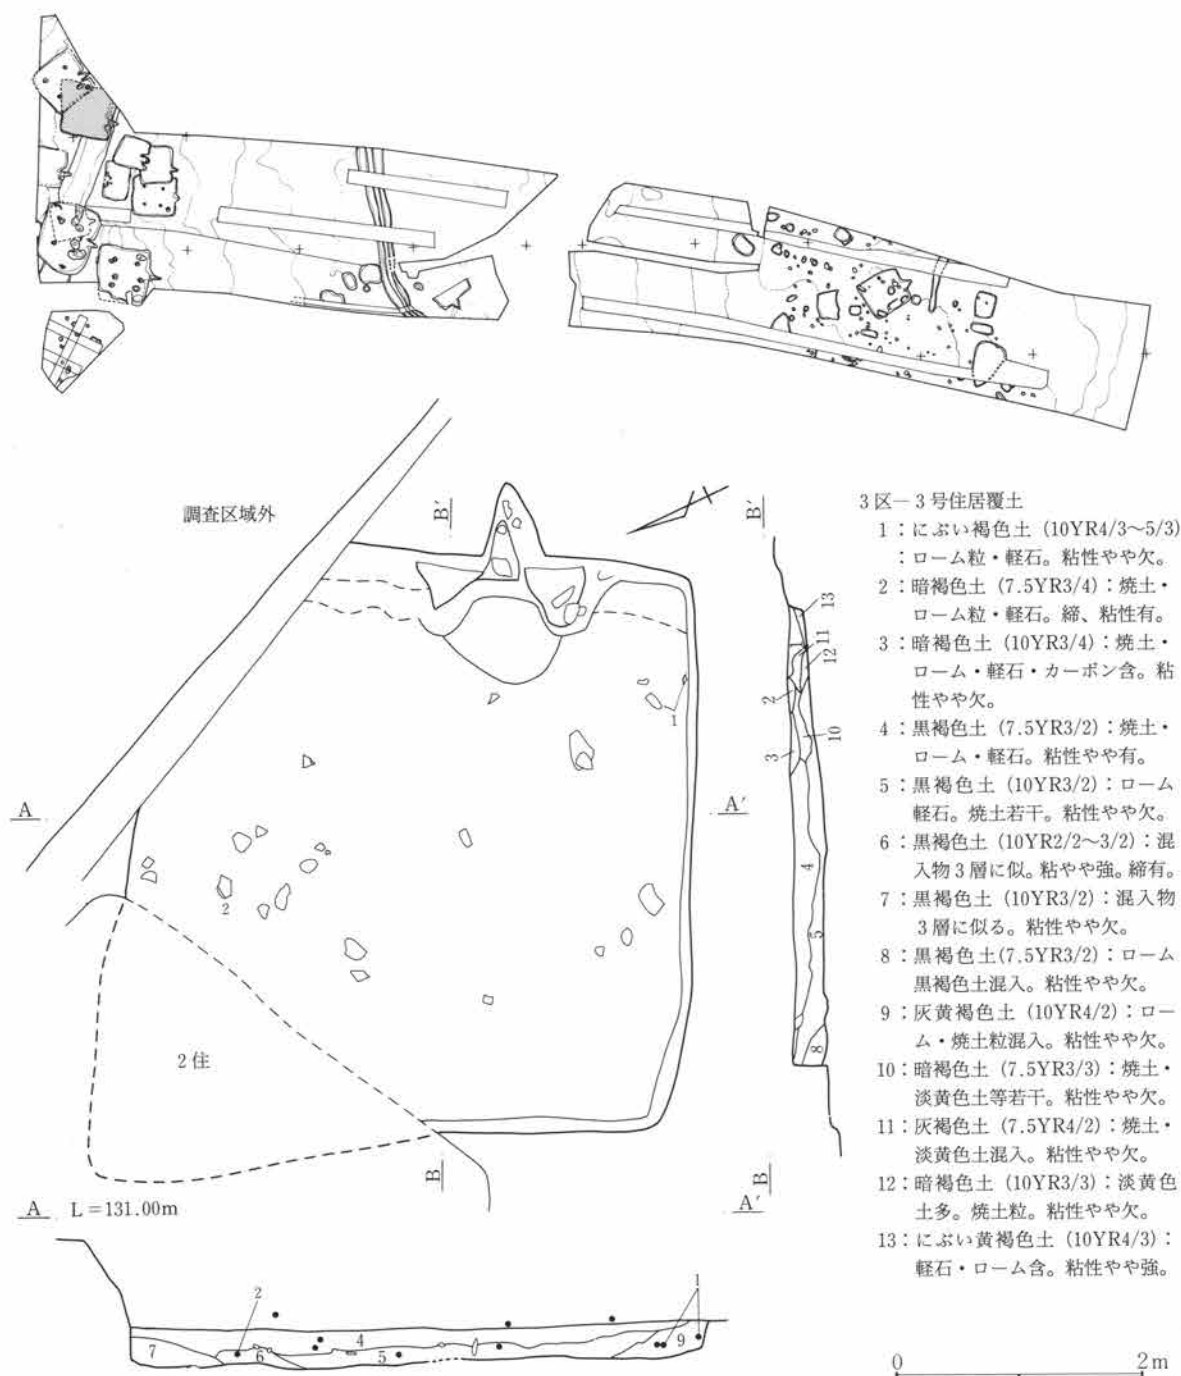 調査区域外
B'
B'
3区－3号住居覆土
1：にぶい褐色土 (10YR4/3～5/3)
：ローム粒・軽石。粘性やや欠。
2：暗褐色土 (7.5YR3/4)：焼土・
ローム粒・軽石。締、粘性有。
3：暗褐色土 (10YR3/4)：焼土・
ローム・軽石・カーボン含。粘
性やや欠。
4：黒褐色土 (7.5YR3/2)：焼土・
ローム・軽石。粘性やや有。
5：黒褐色土 (10YR3/2)：ローム
軽石。焼土若干。粘性やや欠。
6：黒褐色土 (10YR2/2～3/2)：混
入物3層に似。粘やや強。締有。
7：黒褐色土 (10YR3/2)：混入物
3層に似る。粘性やや欠。
8：黒褐色土(7.5YR3/2)：ローム
黒褐色土混入。粘性やや欠。
9：灰黄褐色土 (10YR4/2)：ロー
ム・焼土粒混入。粘性やや欠。
10：暗褐色土 (7.5YR3/3)：焼土・
淡黄色土等若干。粘性やや欠。
11：灰褐色土 (7.5YR4/2)：焼土・
淡黄色土混入。粘性やや欠。
12：暗褐色土 (10YR3/3)：淡黄色
土多。焼土粒。粘性やや欠。
13：にぶい黄褐色土 (10YR4/3)：
軽石・ローム含。粘性やや強。
13
11
12
2
10
3
4
5
8
1
A
A'
2
2住
B
B
A L＝131.00m
A'
2
1
7
6
4
5
9
0 2m